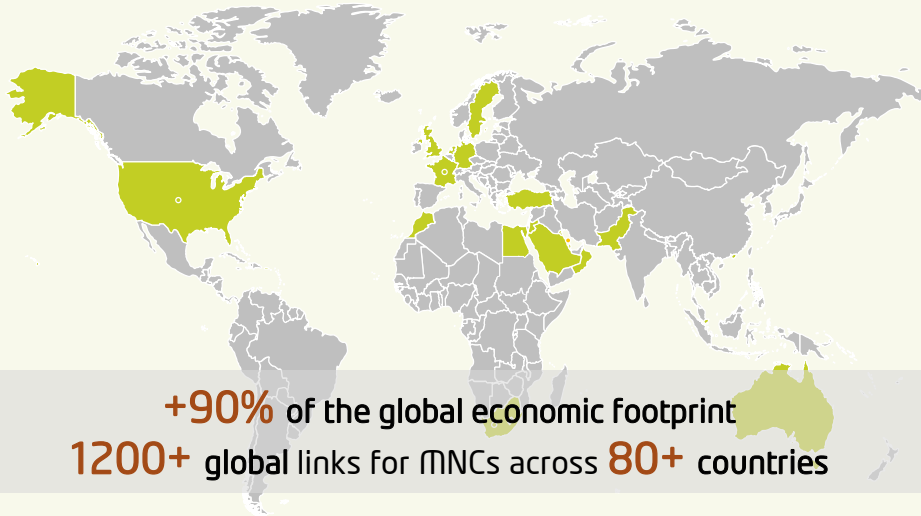 +90% of the global economic footprint
1200+ global links for MNCs across 80+ countries